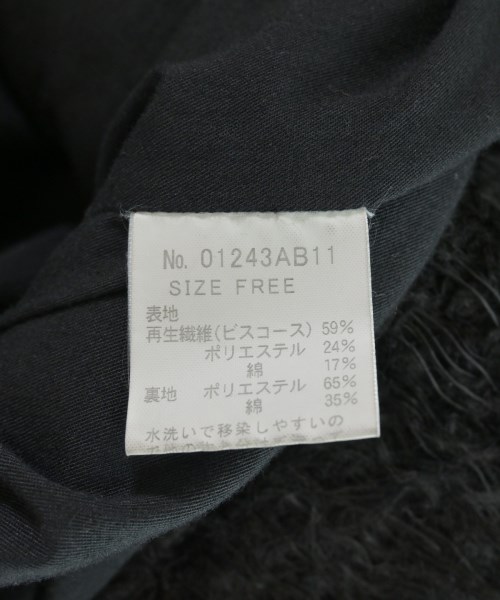 No. 01243AB11
SIZE FREE
表地
再生繊維(ビスコース) 59%
ポリエステル 24%
綿 17%
裏地 ポリエステル 65%
綿 35%
水洗いで移染しやすいの